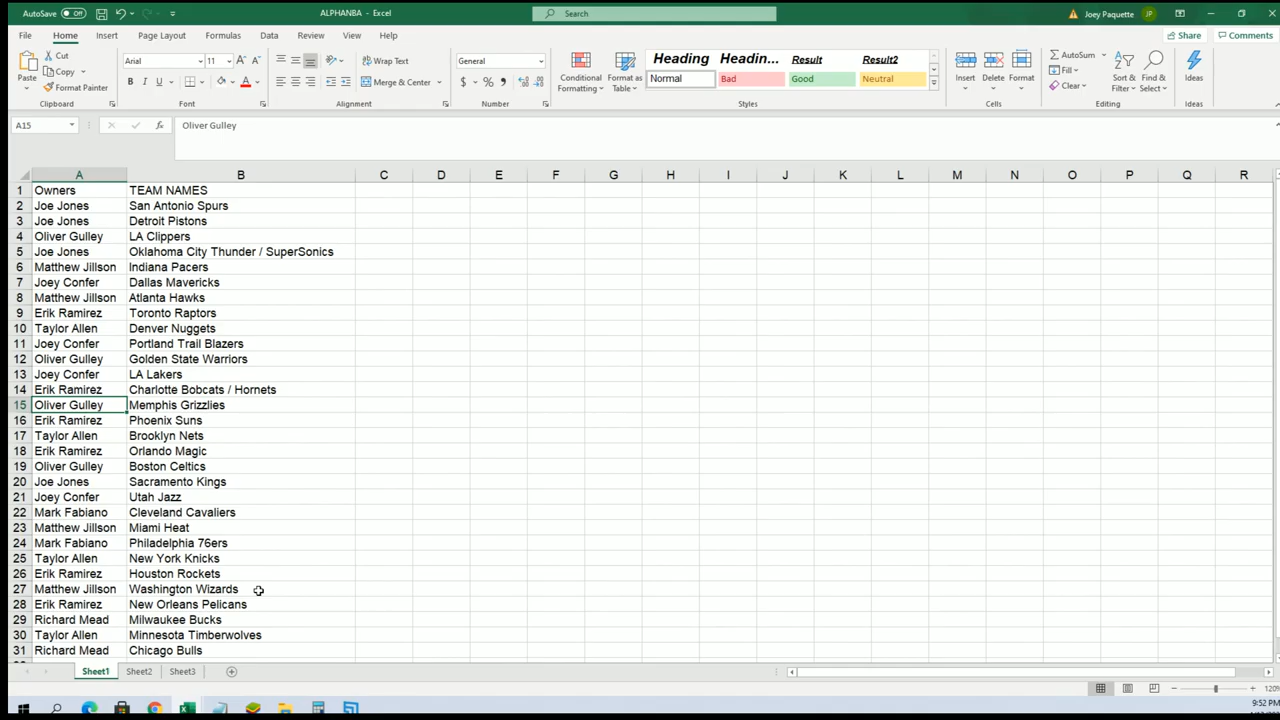 AutoSave Off ALPHANBA - Excel Search Joey Paquette JP
File Home Insert Page Layout Formulas Data Review View Help Share Comments
Paste Cut Copy Format Painter Clipboard
Arial 11 B I U Font
Wrap Text Merge & Center Alignment
General $ % Number
Conditional Formatting Format as Table
Heading Headin... Result Result2
Normal Bad Good Neutral
Styles
Insert Delete Format Cells
AutoSum Fill Clear Sort & Filter Find & Select Editing
Ideas Ideas
A15 fx Oliver Gulley
A B C D E F G H I J K L M N O P Q R
1 Owners TEAM NAMES
2 Joe Jones San Antonio Spurs
3 Joe Jones Detroit Pistons
4 Oliver Gulley LA Clippers
5 Joe Jones Oklahoma City Thunder / SuperSonics
6 Matthew Jillson Indiana Pacers
7 Joey Confer Dallas Mavericks
8 Matthew Jillson Atlanta Hawks
9 Erik Ramirez Toronto Raptors
10 Taylor Allen Denver Nuggets
11 Joey Confer Portland Trail Blazers
12 Oliver Gulley Golden State Warriors
13 Joey Confer LA Lakers
14 Erik Ramirez Charlotte Bobcats / Hornets
15 Oliver Gulley Memphis Grizzlies
16 Erik Ramirez Phoenix Suns
17 Taylor Allen Brooklyn Nets
18 Erik Ramirez Orlando Magic
19 Oliver Gulley Boston Celtics
20 Joe Jones Sacramento Kings
21 Joey Confer Utah Jazz
22 Mark Fabiano Cleveland Cavaliers
23 Matthew Jillson Miami Heat
24 Mark Fabiano Philadelphia 76ers
25 Taylor Allen New York Knicks
26 Erik Ramirez Houston Rockets
27 Matthew Jillson Washington Wizards
28 Erik Ramirez New Orleans Pelicans
29 Richard Mead Milwaukee Bucks
30 Taylor Allen Minnesota Timberwolves
31 Richard Mead Chicago Bulls
Sheet1 Sheet2 Sheet3
120%
9:52 PM